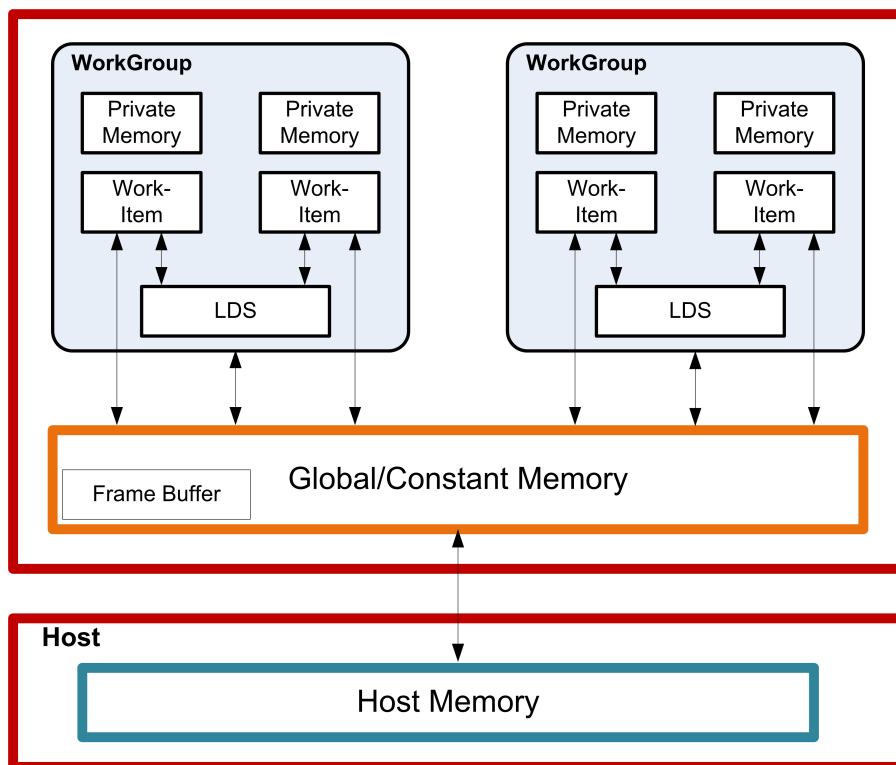 WorkGroup
Private
Memory
Private
Memory
Work-
Item
Work-
Item
LDS
WorkGroup
Private
Memory
Private
Memory
Work-
Item
Work-
Item
LDS
Global/Constant Memory
Frame Buffer
Host
Host Memory